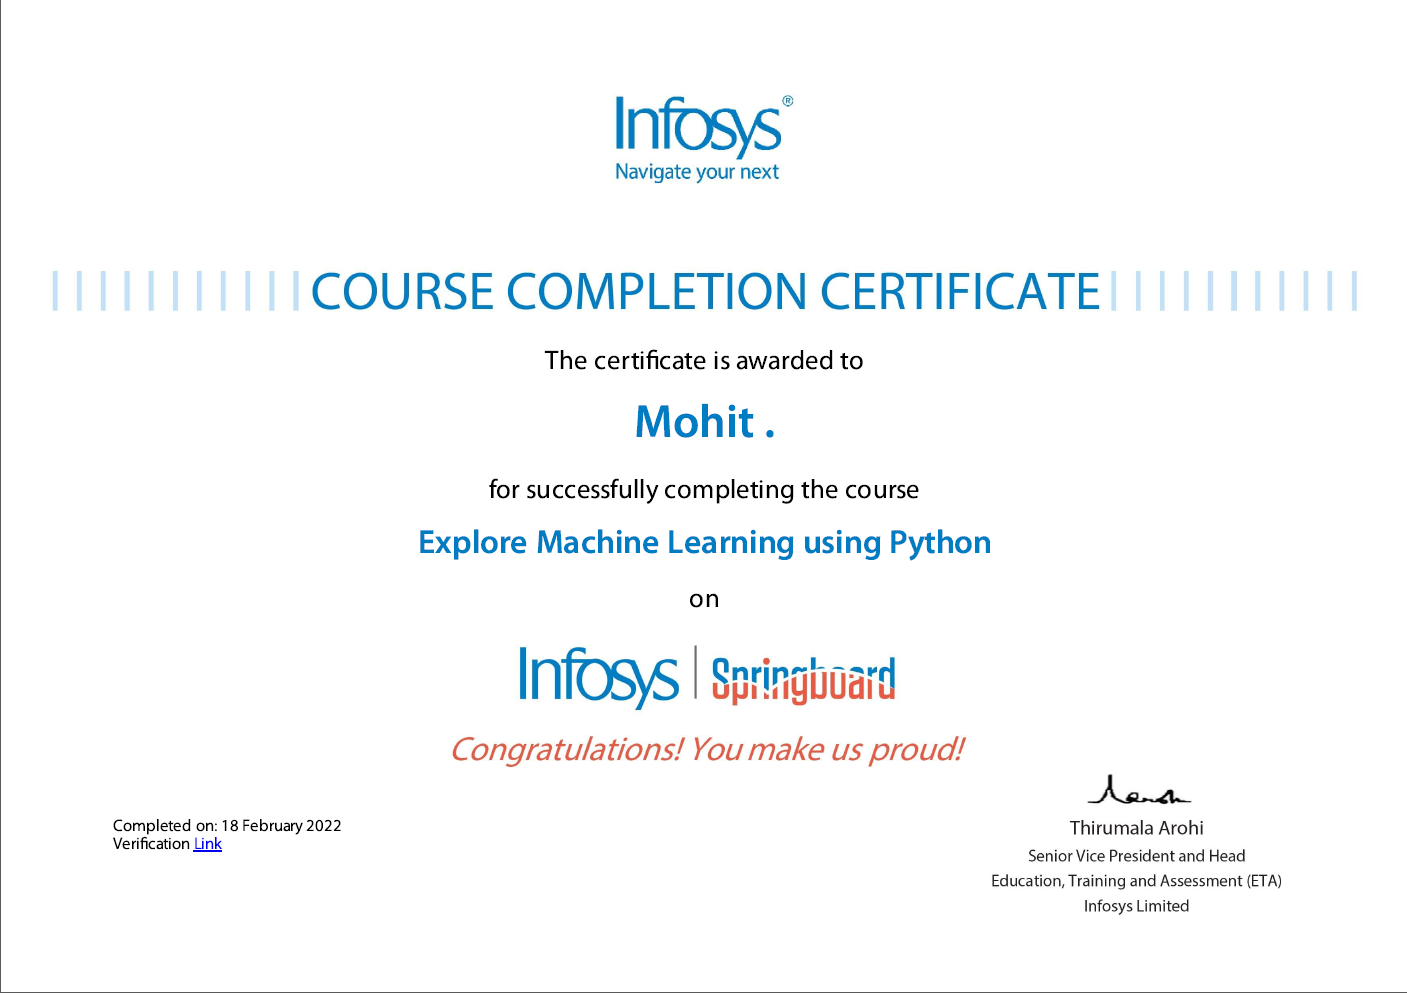 Infosys®
Navigate your next
COURSE COMPLETION CERTIFICATE
The certificate is awarded to
Mohit .
for successfully completing the course
Explore Machine Learning using Python
on
Infosys | Springboard
Congratulations! You make us proud!
Completed on: 18 February 2022
Verification Link
Thirumala Arohi
Senior Vice President and Head
Education, Training and Assessment (ETA)
Infosys Limited